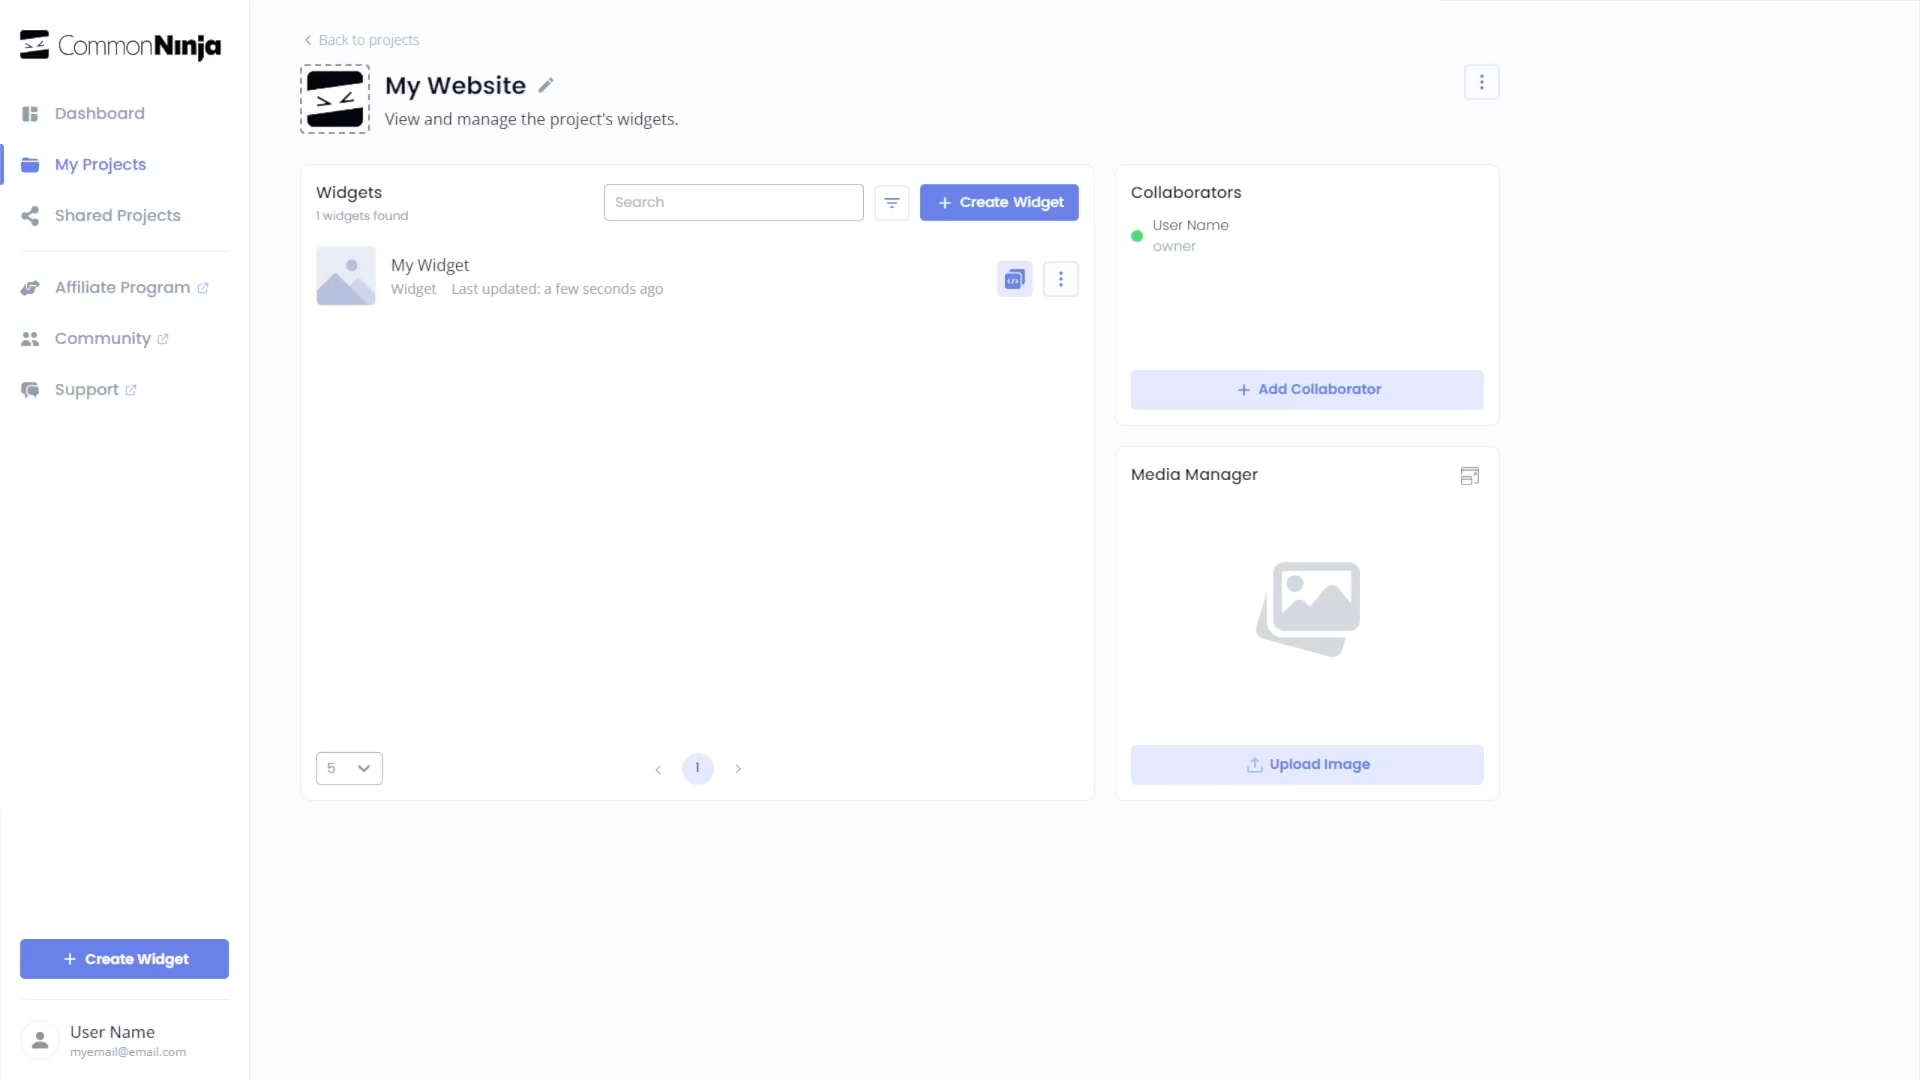 CommonNinja
Dashboard
My Projects
Shared Projects
Affiliate Program
Community
Support
Create Widget
User Name
myemail@email.com
Back to projects
My Website
View and manage the project's widgets.
Widgets
1 widgets found
Search
Create Widget
My Widget
Widget Last updated: a few seconds ago
5
1
Collaborators
User Name
owner
Add Collaborator
Media Manager
Upload Image